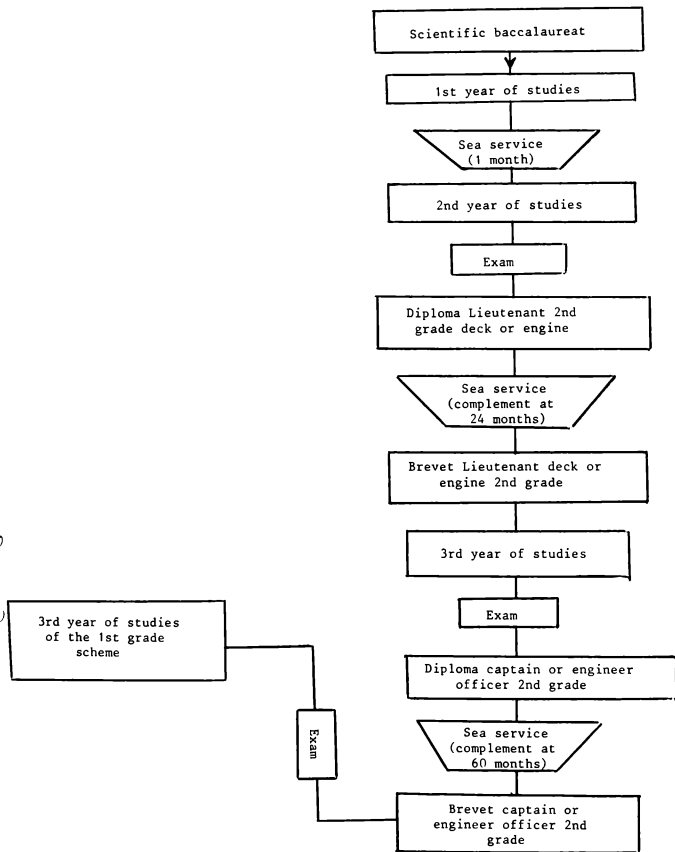 Scientific baccalaureat
1st year of studies
Sea service
(1 month)
2nd year of studies
Exam
Diploma Lieutenant 2nd
grade deck or engine
Sea service
(complement at
24 months)
Brevet Lieutenant deck or
engine 2nd grade
3rd year of studies
Exam
3rd year of studies
of the 1st grade
scheme
Diploma captain or engineer
officer 2nd grade
Exam
Sea service
(complement at
60 months)
Brevet captain or
engineer officer 2nd
grade